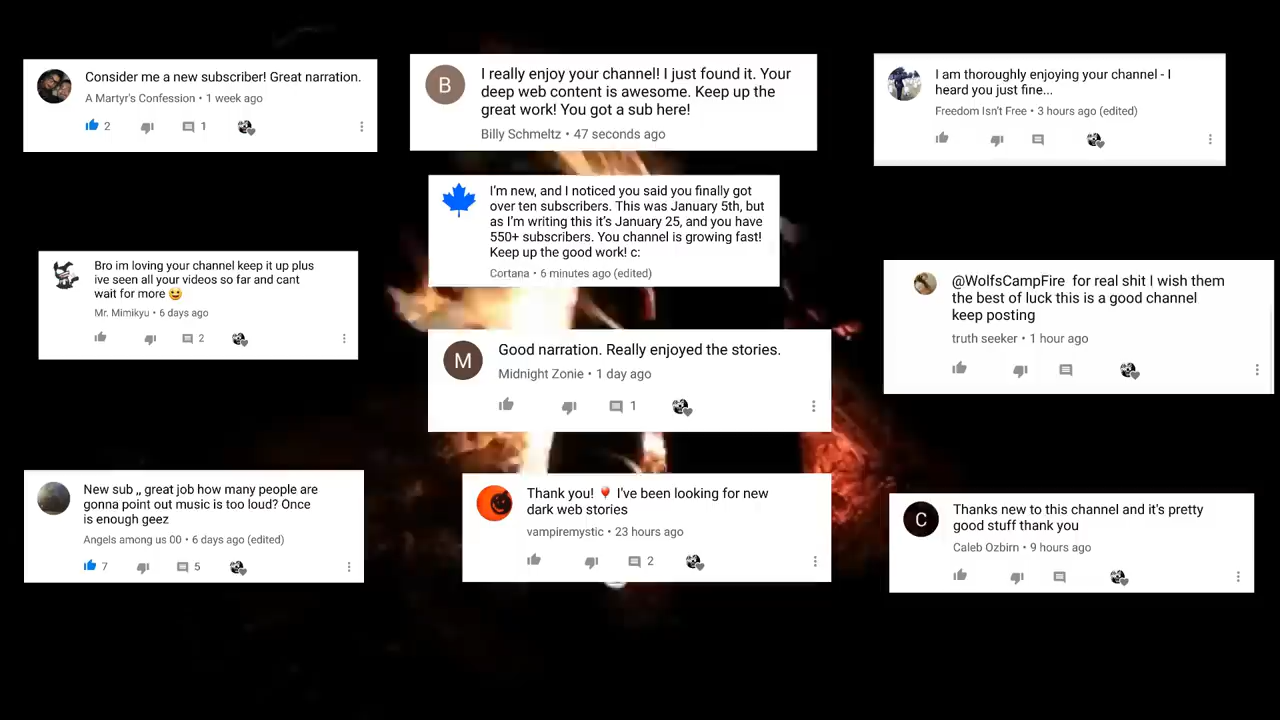 Consider me a new subscriber! Great narration.
A Martyr's Confession • 1 week ago
2 1
Bro im loving your channel keep it up plus
ive seen all your videos so far and cant
wait for more 😆
Mr. Mimikyu • 6 days ago
2
New sub ,, great job how many people are
gonna point out music is too loud? Once
is enough geez
Angels among us 00 • 6 days ago (edited)
7 5
B
I really enjoy your channel! I just found it. Your
deep web content is awesome. Keep up the
great work! You got a sub here!
Billy Schmeltz • 47 seconds ago
I'm new, and I noticed you said you finally got
over ten subscribers. This was January 5th, but
as I'm writing this it's January 25, and you have
550+ subscribers. You channel is growing fast!
Keep up the good work! c:
Cortana • 6 minutes ago (edited)
M
Good narration. Really enjoyed the stories.
Midnight Zonie • 1 day ago
1
Thank you! 🎈 I've been looking for new
dark web stories
vampiremystic • 23 hours ago
2
I am thoroughly enjoying your channel - I
heard you just fine...
Freedom Isn't Free • 3 hours ago (edited)
@WolfsCampFire for real shit I wish them
the best of luck this is a good channel
keep posting
truth seeker • 1 hour ago
C
Thanks new to this channel and it's pretty
good stuff thank you
Caleb Ozbirn • 9 hours ago